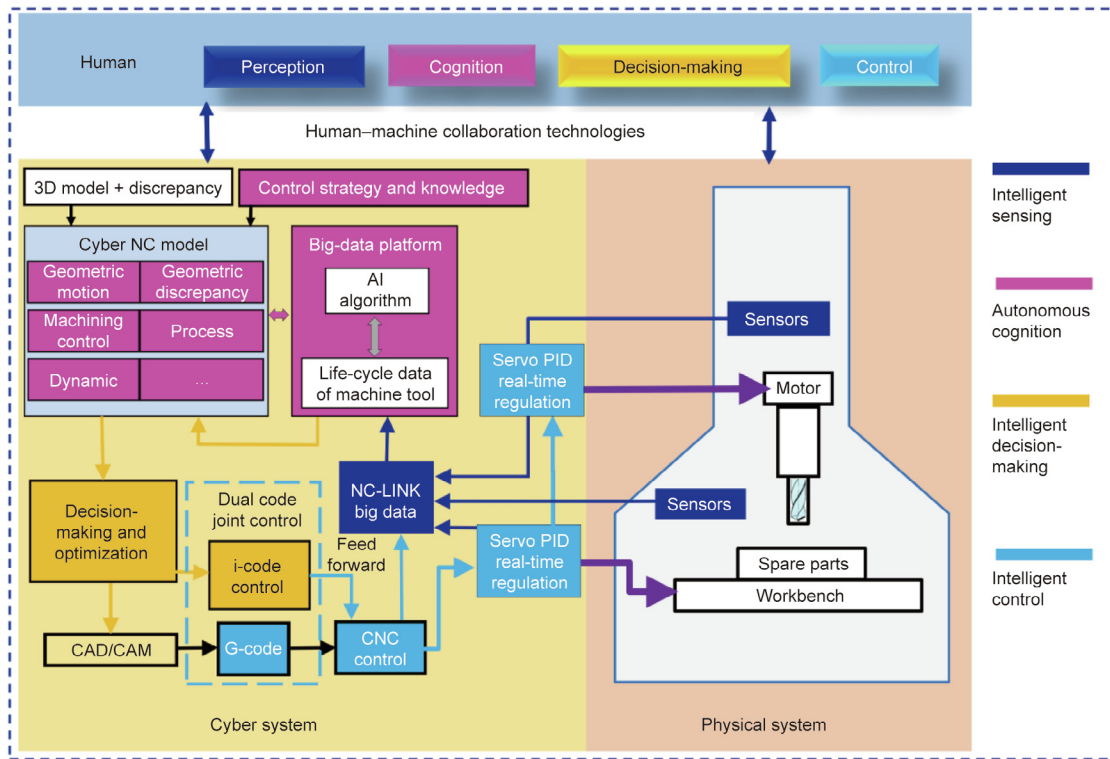 Human
Perception
Cognition
Decision-making
Control
Human–machine collaboration technologies
3D model + discrepancy
Control strategy and knowledge
Cyber NC model
Geometric
motion
Geometric
discrepancy
Machining
control
Process
Dynamic
...
Big-data platform
AI
algorithm
Life-cycle data
of machine tool
Servo PID
real-time
regulation
Sensors
Motor
Decision-
making and
optimization
Dual code
joint control
i-code
control
Feed
forward
NC-LINK
big data
Servo PID
real-time
regulation
Sensors
Spare parts
Workbench
CAD/CAM
G-code
CNC
control
Cyber system
Physical system
Intelligent
sensing
Autonomous
cognition
Intelligent
decision-
making
Intelligent
control